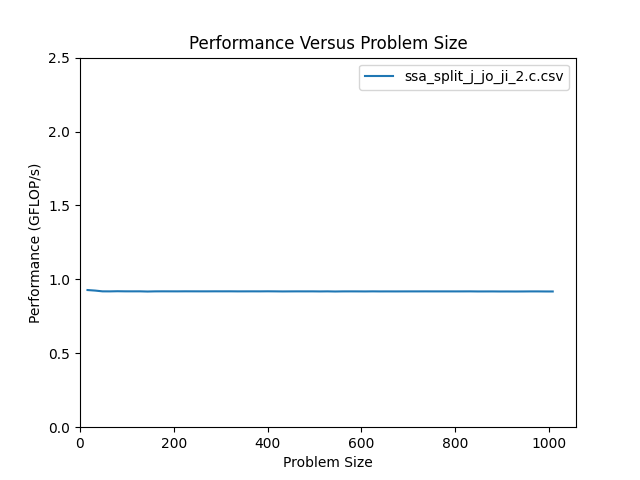 Performance Versus Problem Size
2.5
ssa_split_j_jo_ji_2.c.csv
2.0
1.5
1.0
0.5
0.0
Performance (GFLOP/s)
0 200 400 600 800 1000
Problem Size